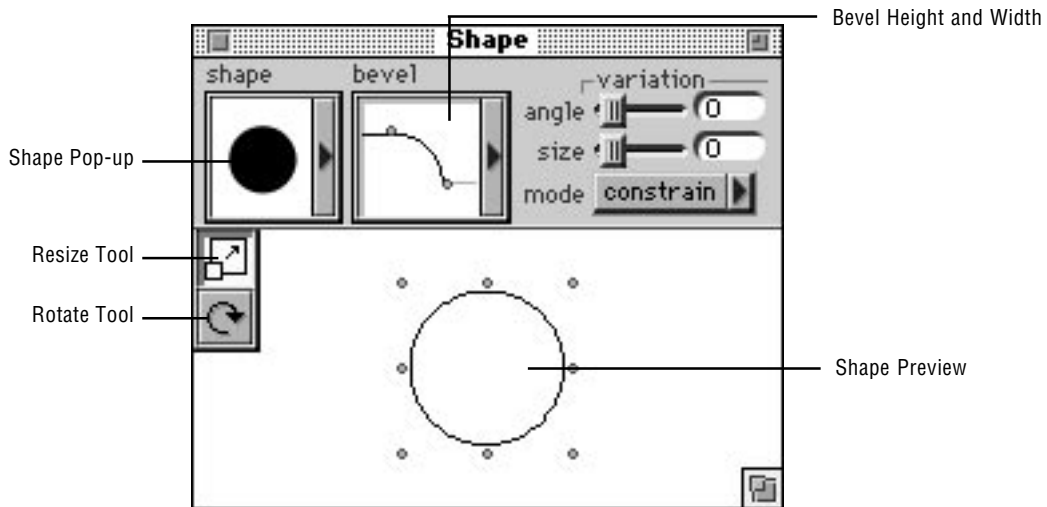 Bevel Height and Width
Shape
shape
bevel
variation
angle
0
size
0
mode
constrain
Shape Pop-up
Resize Tool
Rotate Tool
Shape Preview